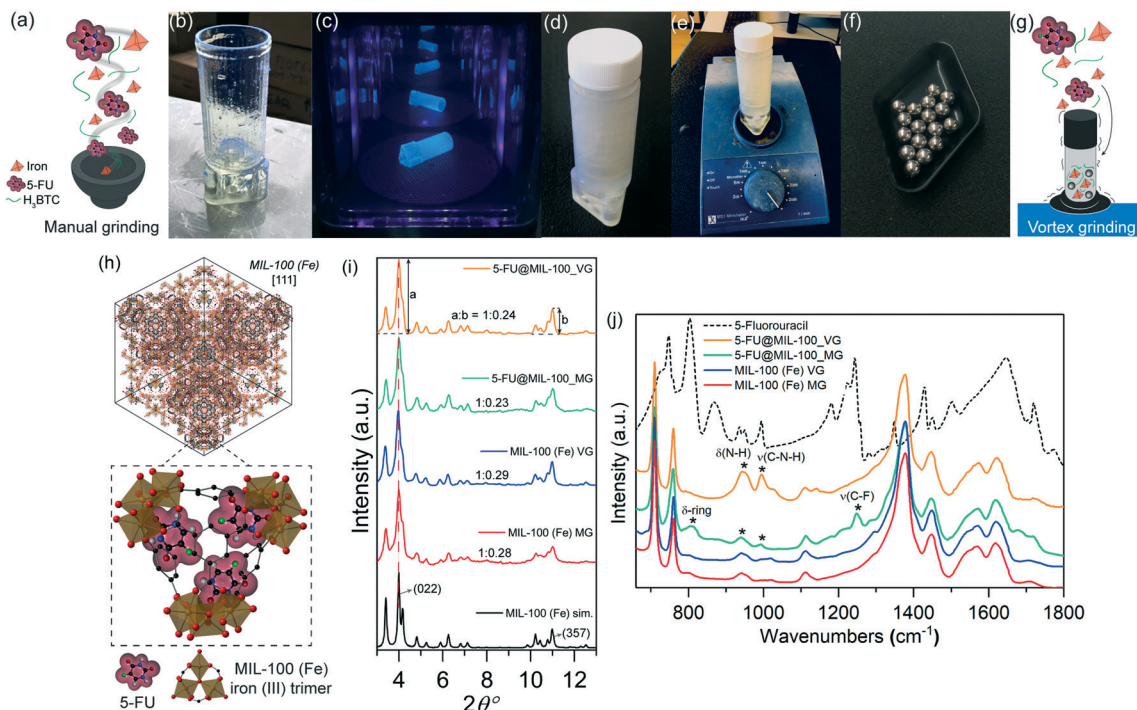 (a)
Iron
5-FU
H₃BTC
Manual grinding
(b)
(c)
(d)
(e)
(f)
(g)
Vortex grinding
(h)
MIL-100 (Fe)
[111]
5-FU
MIL-100 (Fe)
iron (III) trimer
(i)
5-FU@MIL-100_VG
a
a:b = 1:0.24
b
5-FU@MIL-100_MG
1:0.23
MIL-100 (Fe) VG
1:0.29
MIL-100 (Fe) MG
1:0.28
MIL-100 (Fe) sim.
(022)
(357)
Intensity (a.u.)
4 6 8 10 12
2θ°
(j)
5-Fluorouracil
5-FU@MIL-100_VG
5-FU@MIL-100_MG
MIL-100 (Fe) VG
MIL-100 (Fe) MG
δ(N-H)
ν(C-N-H)
*
*
ν(C-F)
δ-ring
*
*
*
*
Intensity (a.u.)
800 1000 1200 1400 1600 1800
Wavenumbers (cm⁻¹)